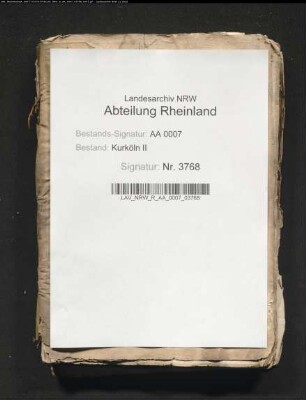 Landesarchiv NRW
Abteilung Rheinland
Bestands-Signatur: AA 0007
Bestand: Kurköln II
Signatur: Nr. 3768
LAV_NRW_R_AA_0007_03768